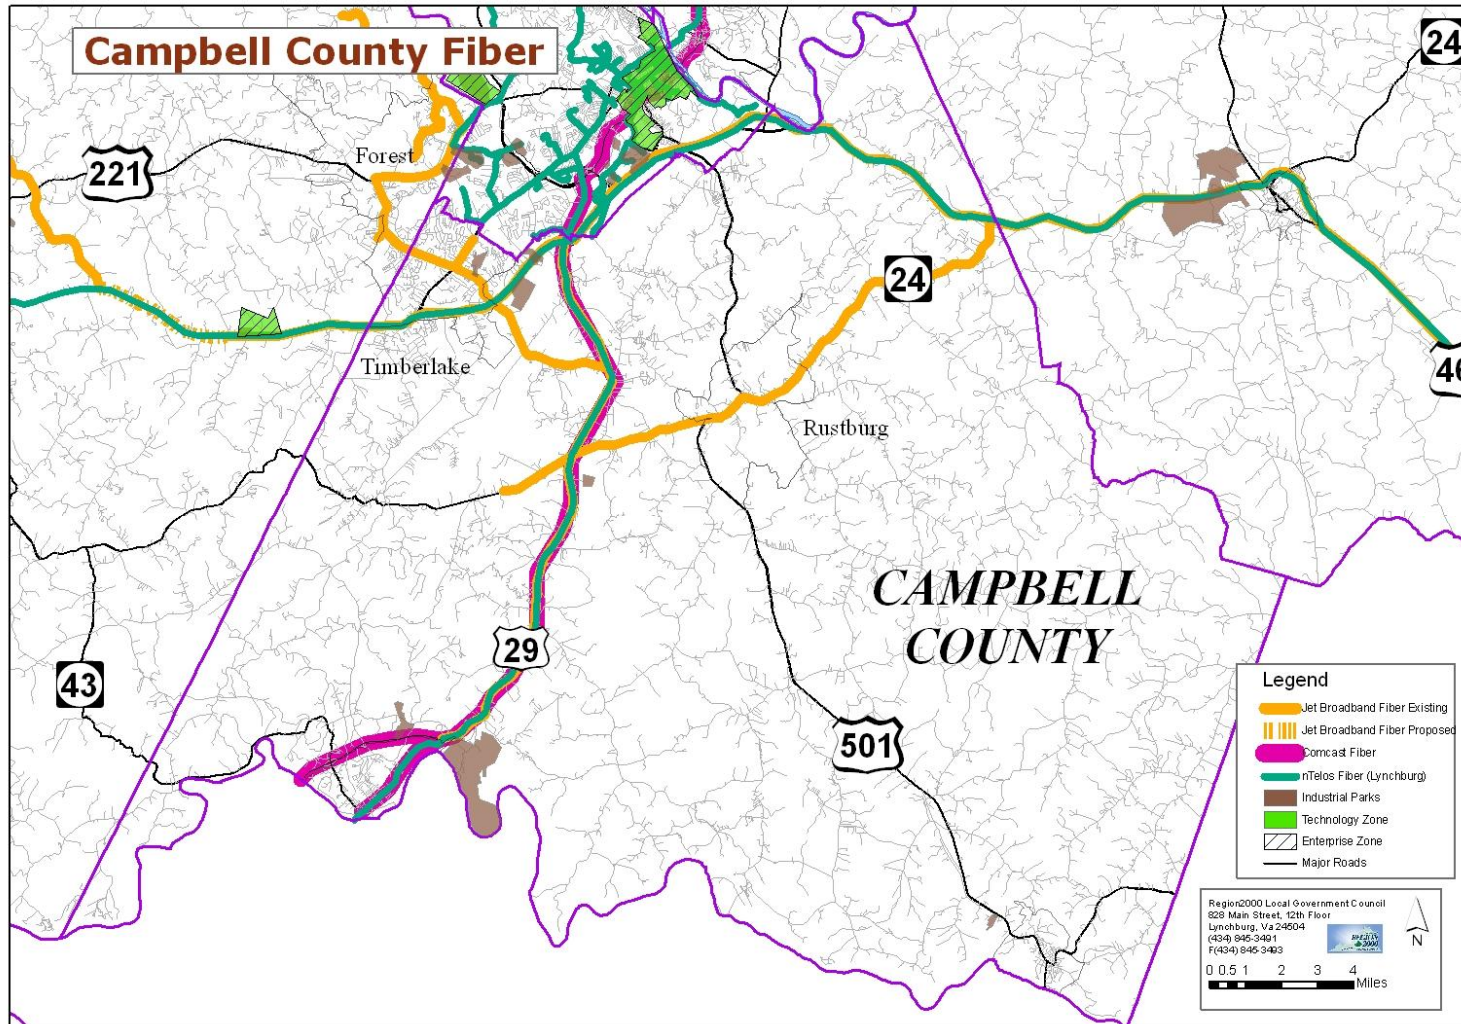 Campbell County Fiber
24
221
Forest
24
46
Timberlake
Rustburg
CAMPBELL
COUNTY
29
43
501
Legend
Jet Broadband Fiber Existing
Jet Broadband Fiber Proposed
Comcast Fiber
nTelos Fiber (Lynchburg)
Industrial Parks
Technology Zone
Enterprise Zone
Major Roads
Region2000 Local Government Council
828 Main Street, 12th Floor
Lynchburg, Va 24504
(434) 845-3491
F(434) 845-3493
REGION
2000
N
0 0.5 1 2 3 4
Miles